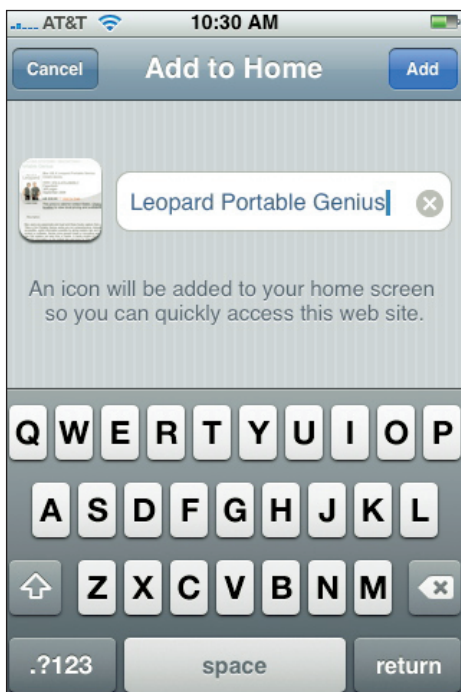 AT&T 10:30 AM
Cancel Add to Home Add
Leopard Portable Genius
An icon will be added to your home screen
so you can quickly access this web site.
Q W E R T Y U I O P
A S D F G H J K L
Z X C V B N M
.?123 space return